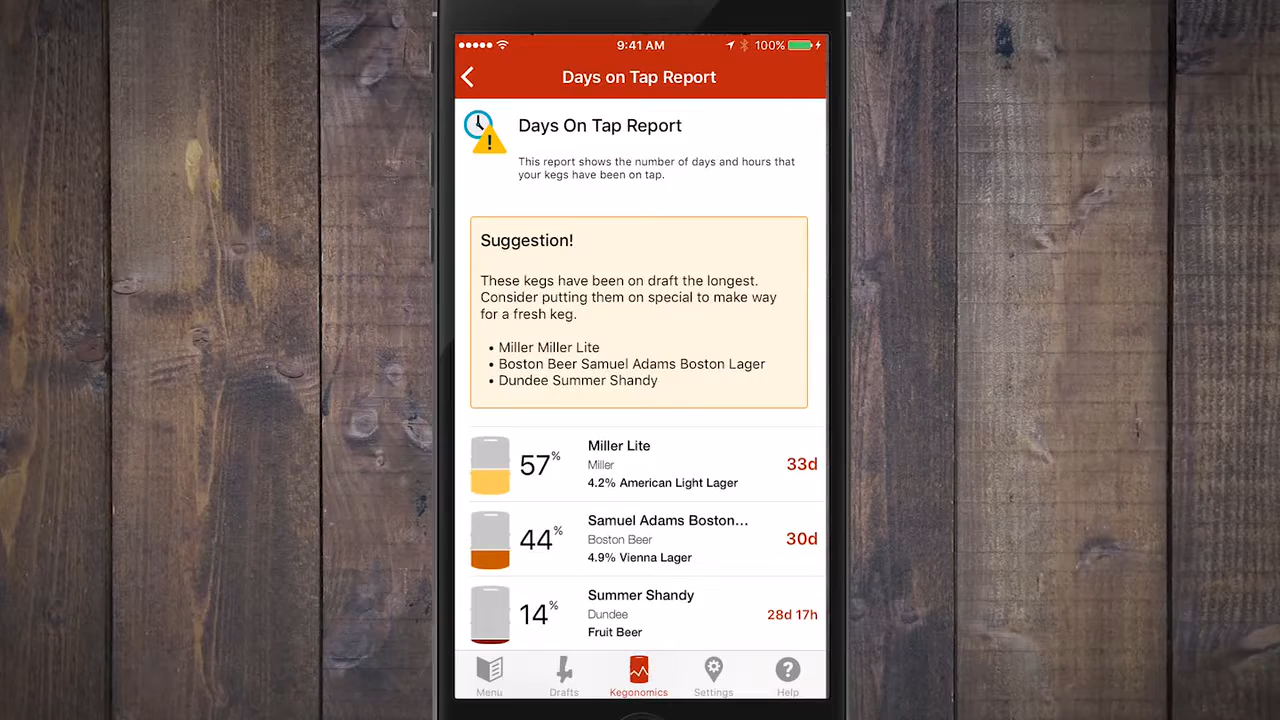 9:41 AM
100%
Days on Tap Report
Days On Tap Report
This report shows the number of days and hours that
your kegs have been on tap.
Suggestion!
These kegs have been on draft the longest.
Consider putting them on special to make way
for a fresh keg.
• Miller Miller Lite
• Boston Beer Samuel Adams Boston Lager
• Dundee Summer Shandy
57%
Miller Lite
Miller
4.2% American Light Lager
33d
44%
Samuel Adams Boston...
Boston Beer
4.9% Vienna Lager
30d
14%
Summer Shandy
Dundee
Fruit Beer
28d 17h
Menu
Drafts
Kegonomics
Settings
Help